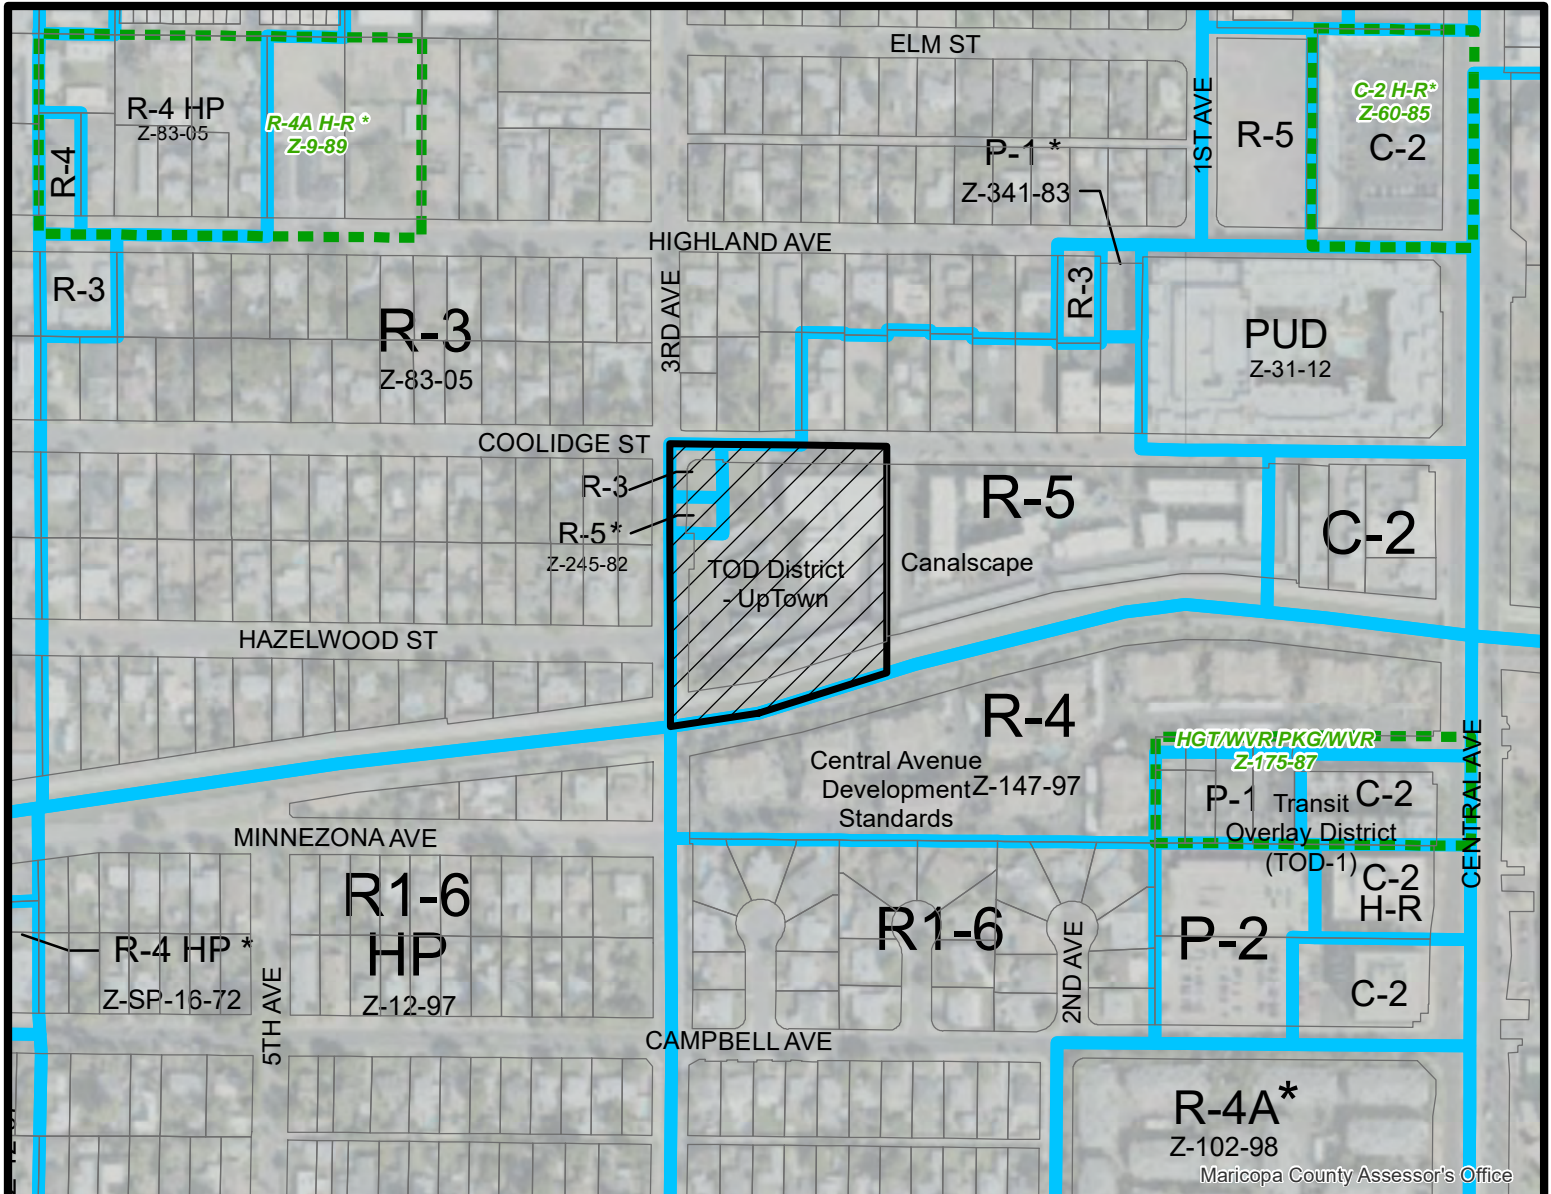 ELM ST
R-4 HP
Z-83-05
R-4A H-R *
Z-9-89
R-4
1ST AVE
R-5
C-2 H-R*
Z-60-85
C-2
P-1 *
Z-341-83
HIGHLAND AVE
R-3
3RD AVE
R-3
R-3
Z-83-05
PUD
Z-31-12
COOLIDGE ST
R-3
R-5*
Z-245-82
R-5
C-2
TOD District
- UpTown
Canalscape
HAZELWOOD ST
R-4
Z-147-97
Central Avenue
Development
Standards
HGT/WVR PKG/WVR
Z-175-87
P-1
C-2
Transit
Overlay District
(TOD-1)
CENTRAL AVE
C-2
H-R
MINNEZONA AVE
R1-6
HP
Z-12-97
R1-6
2ND AVE
P-2
C-2
R-4 HP *
Z-SP-16-72
5TH AVE
CAMPBELL AVE
R-4A*
Z-102-98
Maricopa County Assessor's Office